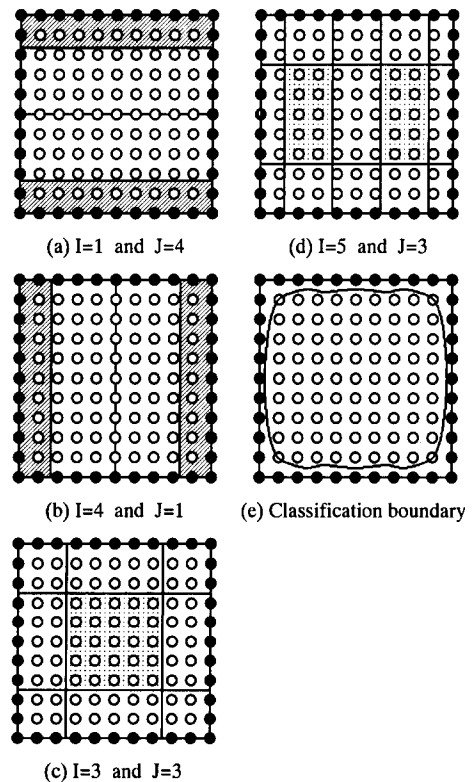 (a) I=1 and J=4
(d) I=5 and J=3
(b) I=4 and J=1
(e) Classification boundary
(c) I=3 and J=3